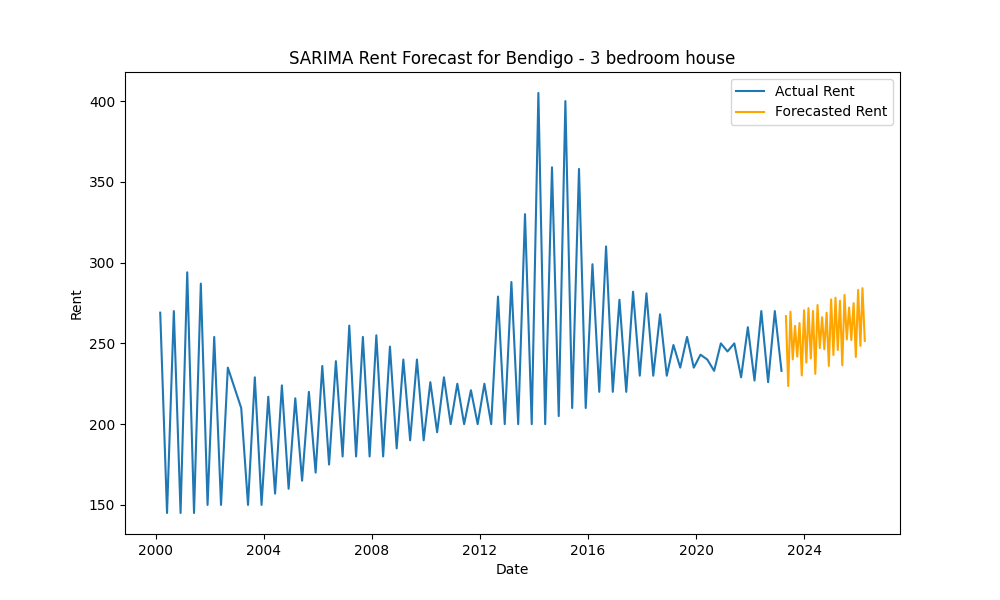 SARIMA Rent Forecast for Bendigo - 3 bedroom house
Actual Rent
Forecasted Rent
400
350
300
250
200
150
Rent
2000 2004 2008 2012 2016 2020 2024
Date